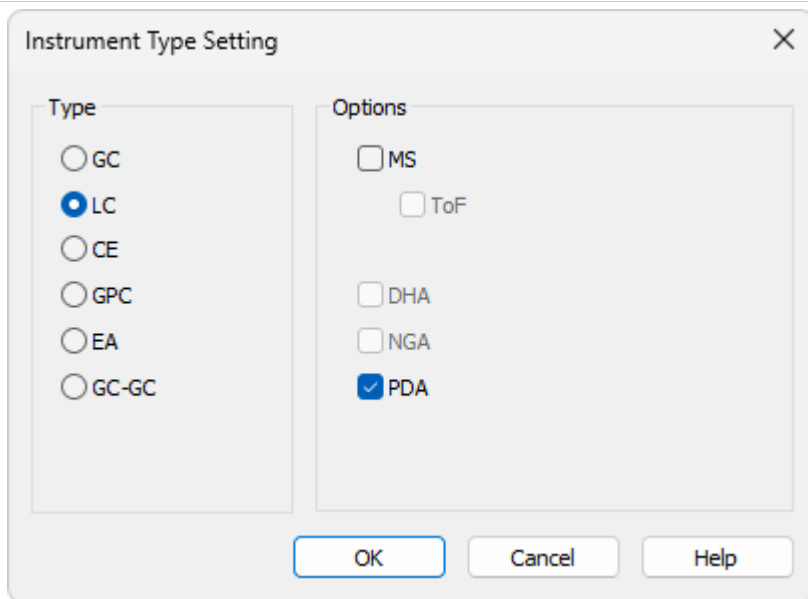 Instrument Type Setting
Type
GC
LC
CE
GPC
EA
GC-GC
Options
MS
ToF
DHA
NGA
PDA
OK
Cancel
Help